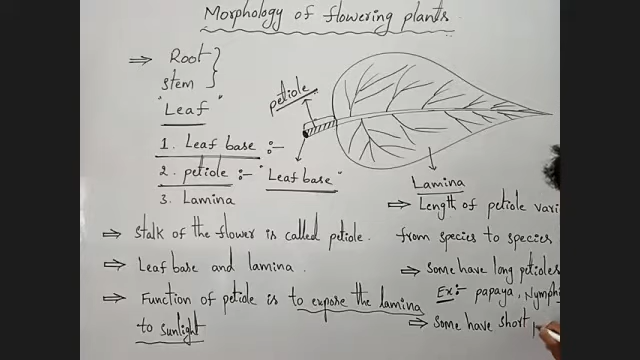 Morphology of flowering plants.
⇒ Root
stem
"Leaf"
1. Leaf base :-
2. petiole :-
3. Lamina
petiole
"Leaf base"
Lamina
⇒ Stalk of the flower is called petiole.
⇒ Leaf base and lamina.
⇒ Function of petiole is to expose the lamina
to sunlight
⇒ Length of petiole vari
from species to species
⇒ some have long petioles
Ex:- papaya, Nymph
⇒ some have short p